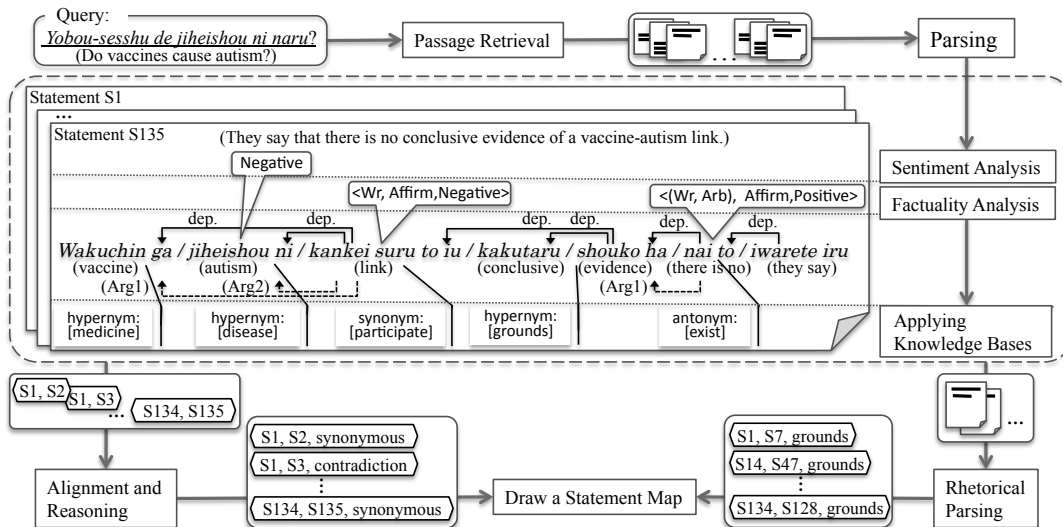 Query:
Yobou-sesshu de jiheishou ni naru?
(Do vaccines cause autism?)
Passage Retrieval
...
Parsing
Statement S1
...
Statement S135
(They say that there is no conclusive evidence of a vaccine-autism link.)
Negative
Sentiment Analysis
<Wr, Affirm,Negative>
<(Wr, Arb), Affirm,Positive>
Factuality Analysis
dep. dep. dep. dep. dep. dep.
Wakuchin ga / jiheishou ni / kankei suru to iu / kakutaru / shouko ha / nai to / iwarete iru
(vaccine) (autism) (link) (conclusive) (evidence) (there is no) (they say)
(Arg1) (Arg2) (Arg1)
hypernym: hypernym: synonym: hypernym: antonym:
[medicine] [disease] [participate] [grounds] [exist]
Applying
Knowledge Bases
S1, S2
S1, S3
...
S134, S135
S1, S2, synonymous
S1, S3, contradiction
⋮
S134, S135, synonymous
S1, S7, grounds
S14, S47, grounds
⋮
S134, S128, grounds
...
Alignment and
Reasoning
Draw a Statement Map
Rhetorical
Parsing